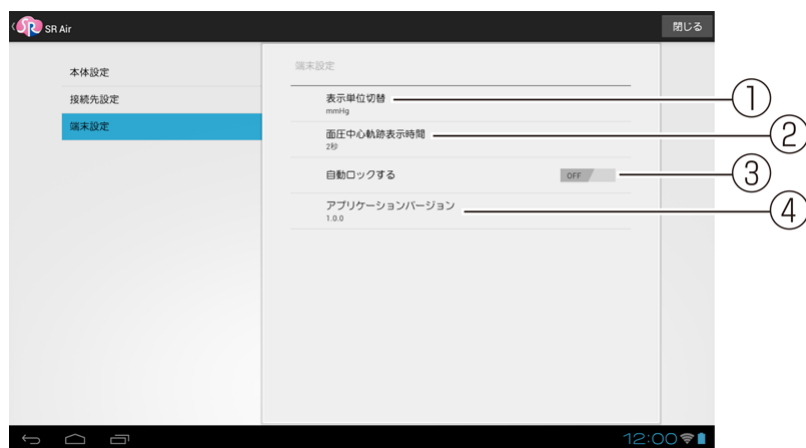 SR SR Air
閉じる
本体設定
接続先設定
端末設定
端末設定
表示単位切替
mmHg
①
面圧中心軌跡表示時間
2秒
②
自動ロックする
OFF
③
アプリケーションバージョン
1.0.0
④
12:00